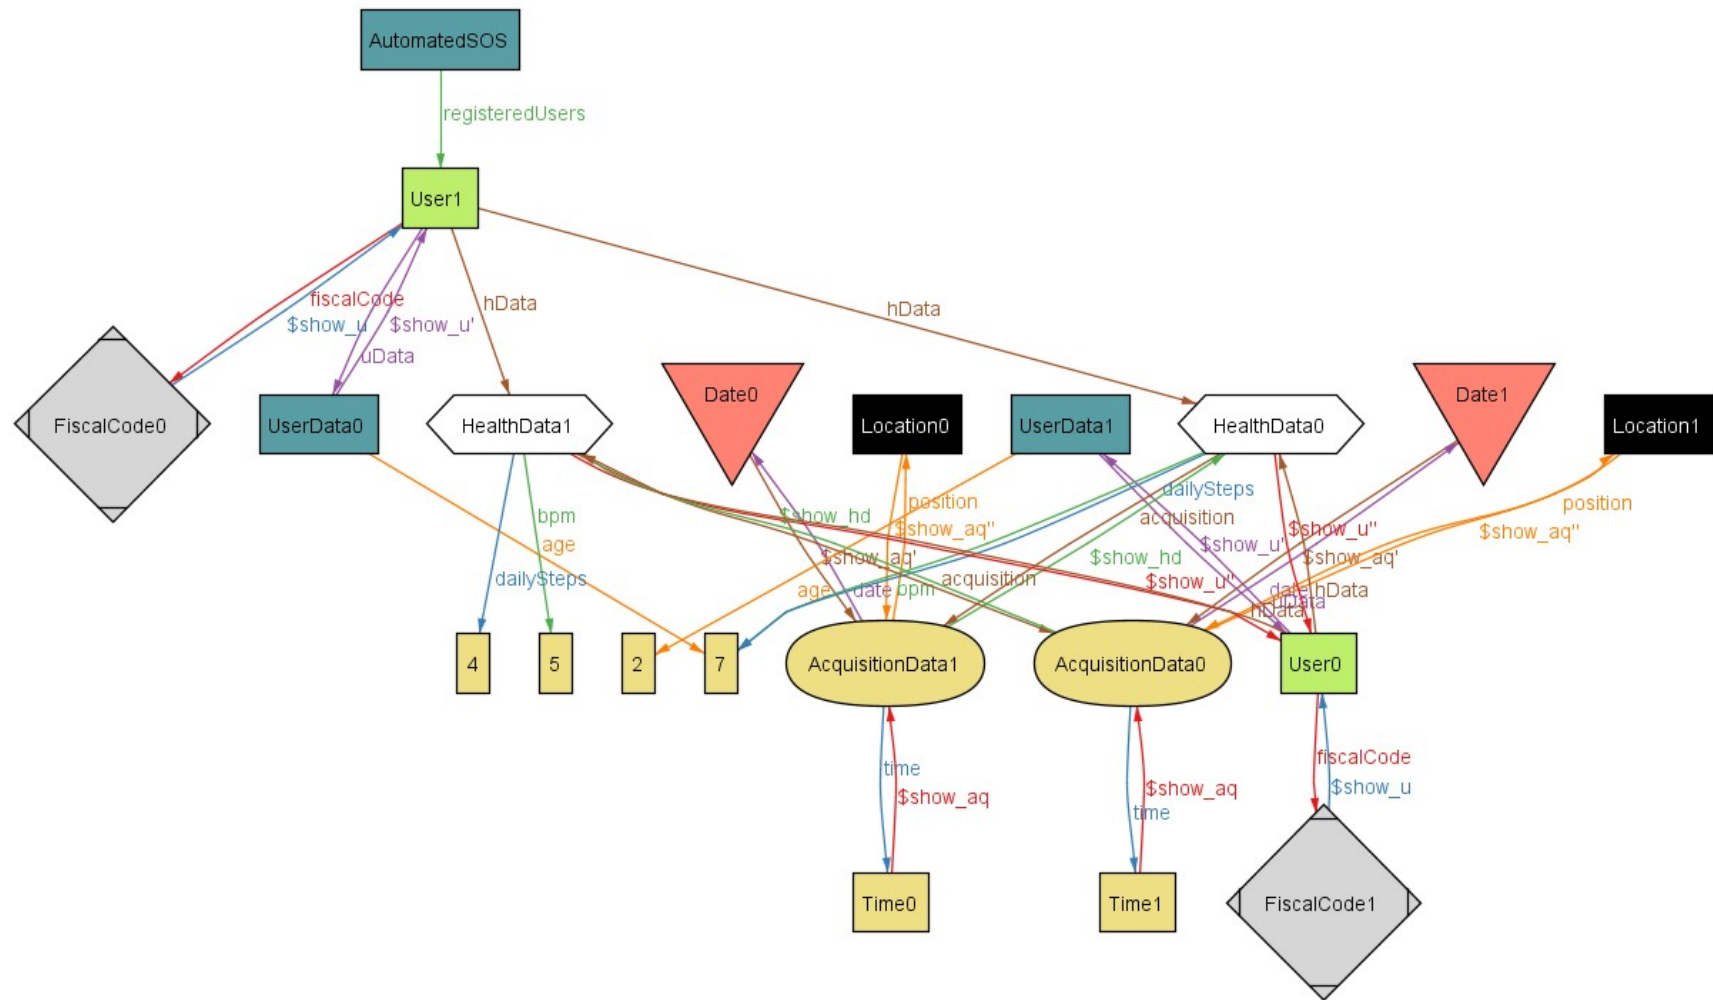 AutomatedSOS
registeredUsers
User1
fiscalCode
hData
hData
$show_u
$show_u'
uData
FiscalCode0
UserData0
HealthData1
Date0
Location0
UserData1
HealthData0
Date1
Location1
dailySteps
position
position
bpm
$show_hd
acquisition
$show_aq''
$show_u''
$show_aq''
age
$show_u'
$show_aq'
$show_hd
$show_aq'
dailySteps
acquisition
$show_u''
age
date
bpm
date
hData
uData
hData
4
5
2
7
AcquisitionData1
AcquisitionData0
User0
time
$show_aq
$show_aq
time
fiscalCode
$show_u
Time0
Time1
FiscalCode1